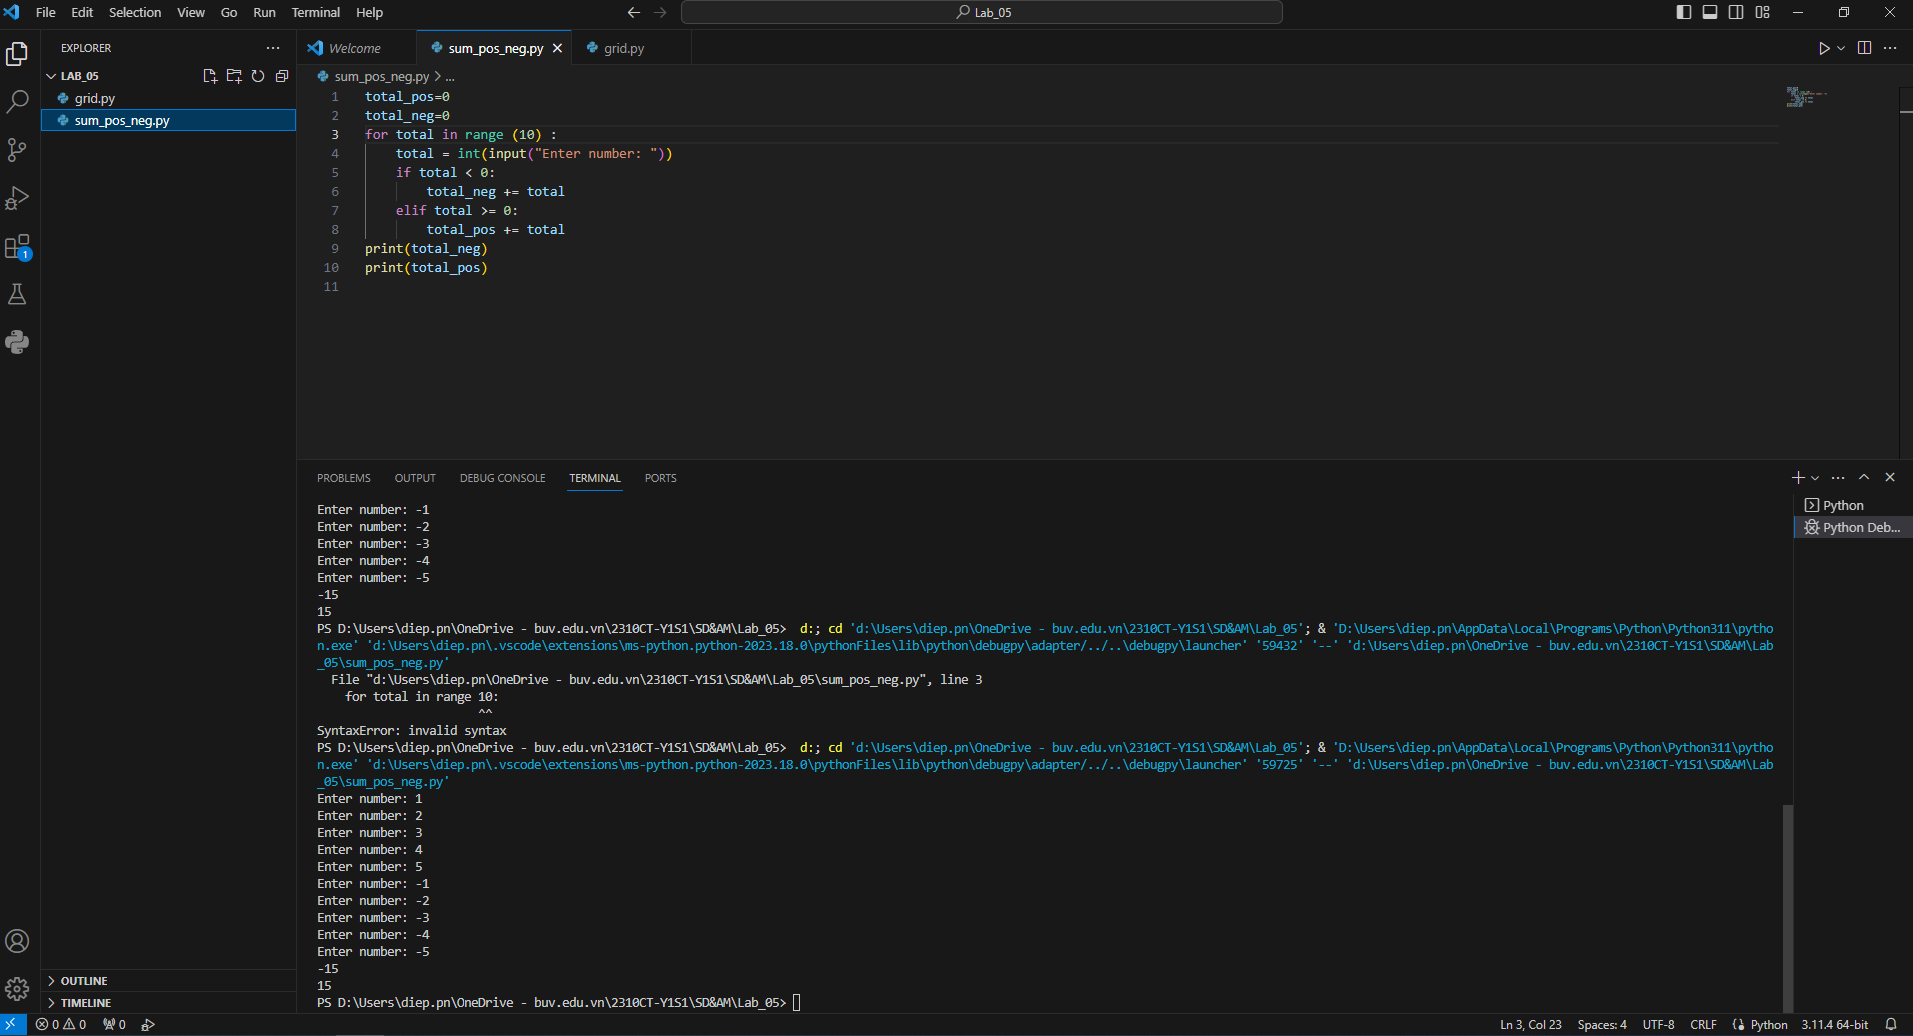 File Edit Selection View Go Run Terminal Help
Lab_05
EXPLORER
LAB_05
grid.py
sum_pos_neg.py
OUTLINE
TIMELINE
Welcome sum_pos_neg.py grid.py
sum_pos_neg.py > ...
1 total_pos=0
2 total_neg=0
3 for total in range (10) :
4 total = int(input("Enter number: "))
5 if total < 0:
6 total_neg += total
7 elif total >= 0:
8 total_pos += total
9 print(total_neg)
10 print(total_pos)
11
PROBLEMS OUTPUT DEBUG CONSOLE TERMINAL PORTS
Enter number: -1
Enter number: -2
Enter number: -3
Enter number: -4
Enter number: -5
-15
15
PS D:\Users\diep.pn\OneDrive - buv.edu.vn\2310CT-Y1S1\SD&AM\Lab_05> d:; cd 'd:\Users\diep.pn\OneDrive - buv.edu.vn\2310CT-Y1S1\SD&AM\Lab_05'; & 'D:\Users\diep.pn\AppData\Local\Programs\Python\Python311\pytho
n.exe' 'd:\Users\diep.pn\.vscode\extensions\ms-python.python-2023.18.0\pythonFiles\lib\python\debugpy\adapter/../..\debugpy\launcher' '59432' '--' 'd:\Users\diep.pn\OneDrive - buv.edu.vn\2310CT-Y1S1\SD&AM\Lab
_05\sum_pos_neg.py'
File "d:\Users\diep.pn\OneDrive - buv.edu.vn\2310CT-Y1S1\SD&AM\Lab_05\sum_pos_neg.py", line 3
for total in range 10:
^^
SyntaxError: invalid syntax
PS D:\Users\diep.pn\OneDrive - buv.edu.vn\2310CT-Y1S1\SD&AM\Lab_05> d:; cd 'd:\Users\diep.pn\OneDrive - buv.edu.vn\2310CT-Y1S1\SD&AM\Lab_05'; & 'D:\Users\diep.pn\AppData\Local\Programs\Python\Python311\pytho
n.exe' 'd:\Users\diep.pn\.vscode\extensions\ms-python.python-2023.18.0\pythonFiles\lib\python\debugpy\adapter/../..\debugpy\launcher' '59725' '--' 'd:\Users\diep.pn\OneDrive - buv.edu.vn\2310CT-Y1S1\SD&AM\Lab
_05\sum_pos_neg.py'
Enter number: 1
Enter number: 2
Enter number: 3
Enter number: 4
Enter number: 5
Enter number: -1
Enter number: -2
Enter number: -3
Enter number: -4
Enter number: -5
-15
15
PS D:\Users\diep.pn\OneDrive - buv.edu.vn\2310CT-Y1S1\SD&AM\Lab_05>
Python
Python Deb...
1
0 0 0
Ln 3, Col 23 Spaces: 4 UTF-8 CRLF Python 3.11.4 64-bit